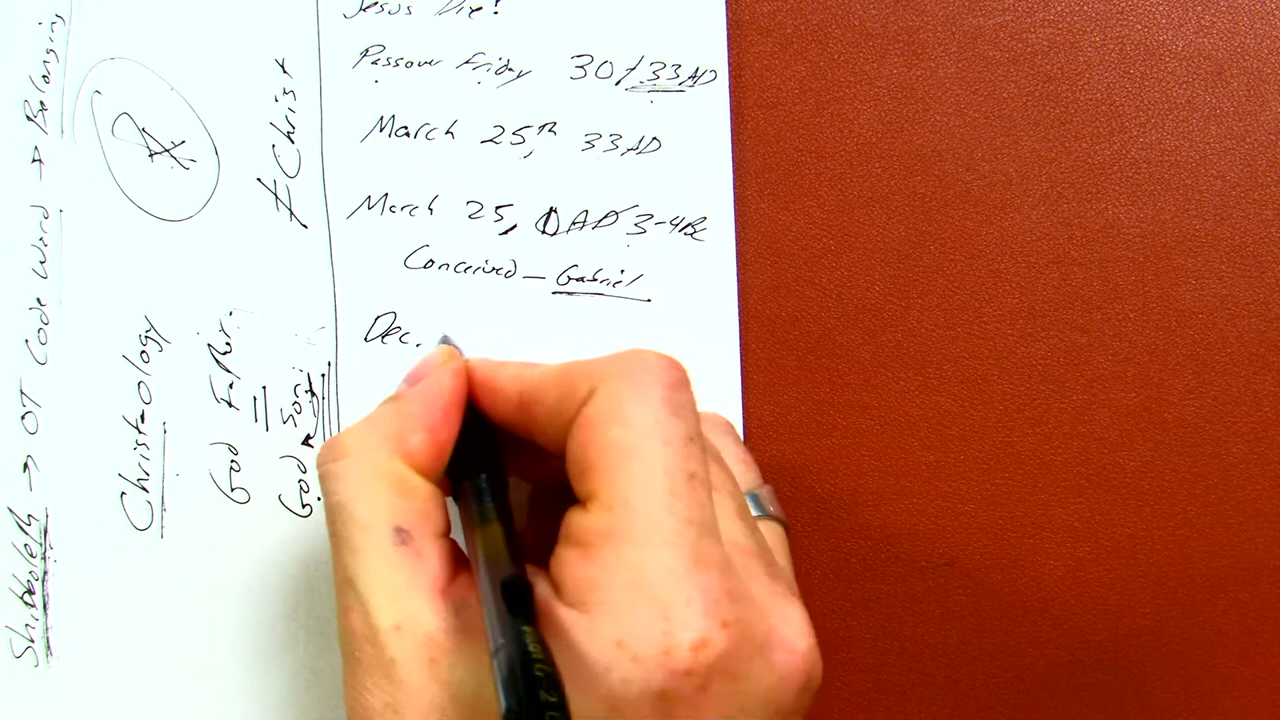 Jesus Die?
Passover Friday 30/33AD
March 25th, 33AD
March 25, 0AD 3-4BC
Conceived - Gabriel
Dec.
Shibboleth → OT Code Word → Belonging
Christ-ology
≠ Christ
God Father
God Son